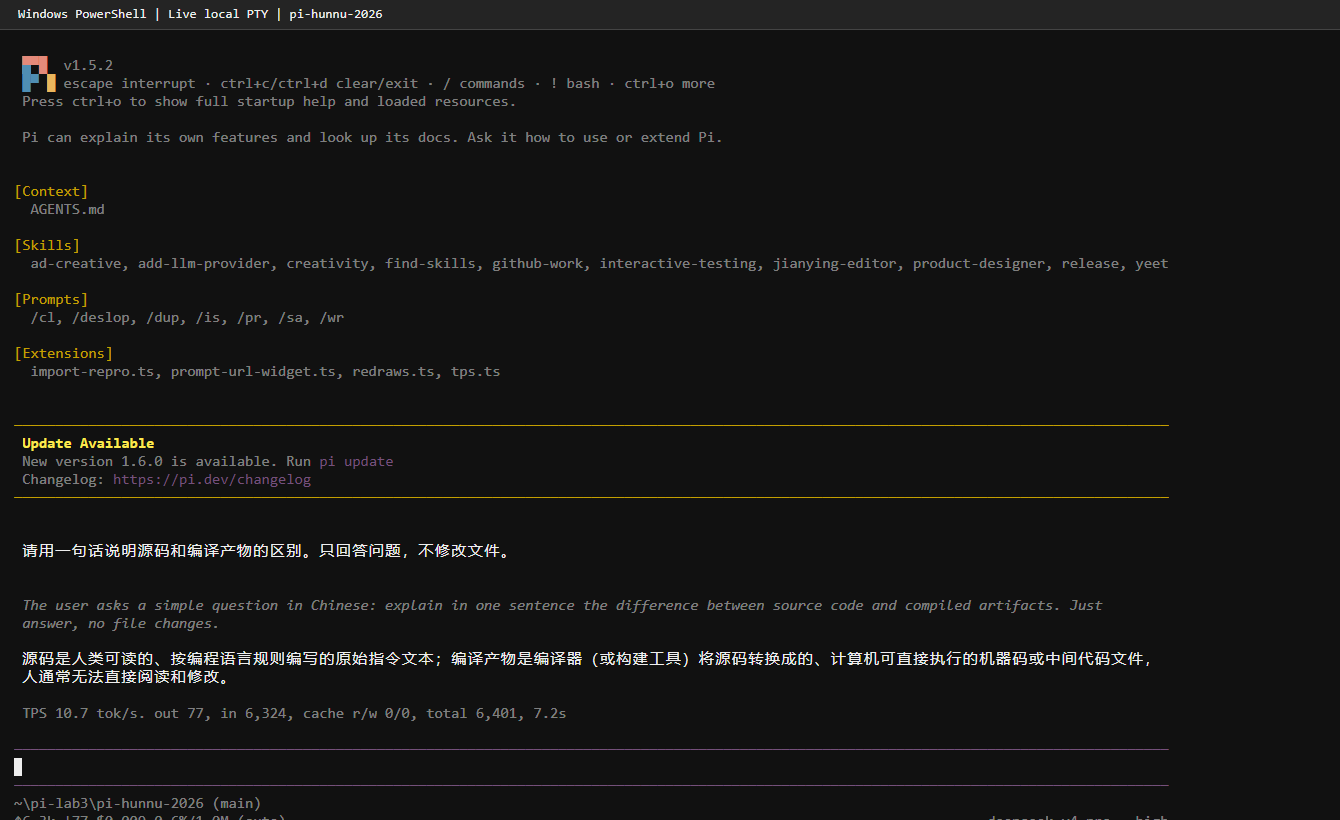 Windows PowerShell | Live local PTY | pi-hunnu-2026
v1.5.2
escape interrupt · ctrl+c/ctrl+d clear/exit · / commands · ! bash · ctrl+o more
Press ctrl+o to show full startup help and loaded resources.
Pi can explain its own features and look up its docs. Ask it how to use or extend Pi.
[Context]
AGENTS.md
[Skills]
ad-creative, add-llm-provider, creativity, find-skills, github-work, interactive-testing, jianying-editor, product-designer, release, yeet
[Prompts]
/cl, /deslop, /dup, /is, /pr, /sa, /wr
[Extensions]
import-repro.ts, prompt-url-widget.ts, redraws.ts, tps.ts
Update Available
New version 1.6.0 is available. Run pi update
Changelog: https://pi.dev/changelog
请用一句话说明源码和编译产物的区别。只回答问题，不修改文件。
The user asks a simple question in Chinese: explain in one sentence the difference between source code and compiled artifacts. Just
answer, no file changes.
源码是人类可读的、按编程语言规则编写的原始指令文本；编译产物是编译器（或构建工具）将源码转换成的、计算机可直接执行的机器码或中间代码文件，
人通常无法直接阅读和修改。
TPS 10.7 tok/s. out 77, in 6,324, cache r/w 0/0, total 6,401, 7.2s
~\pi-lab3\pi-hunnu-2026 (main)